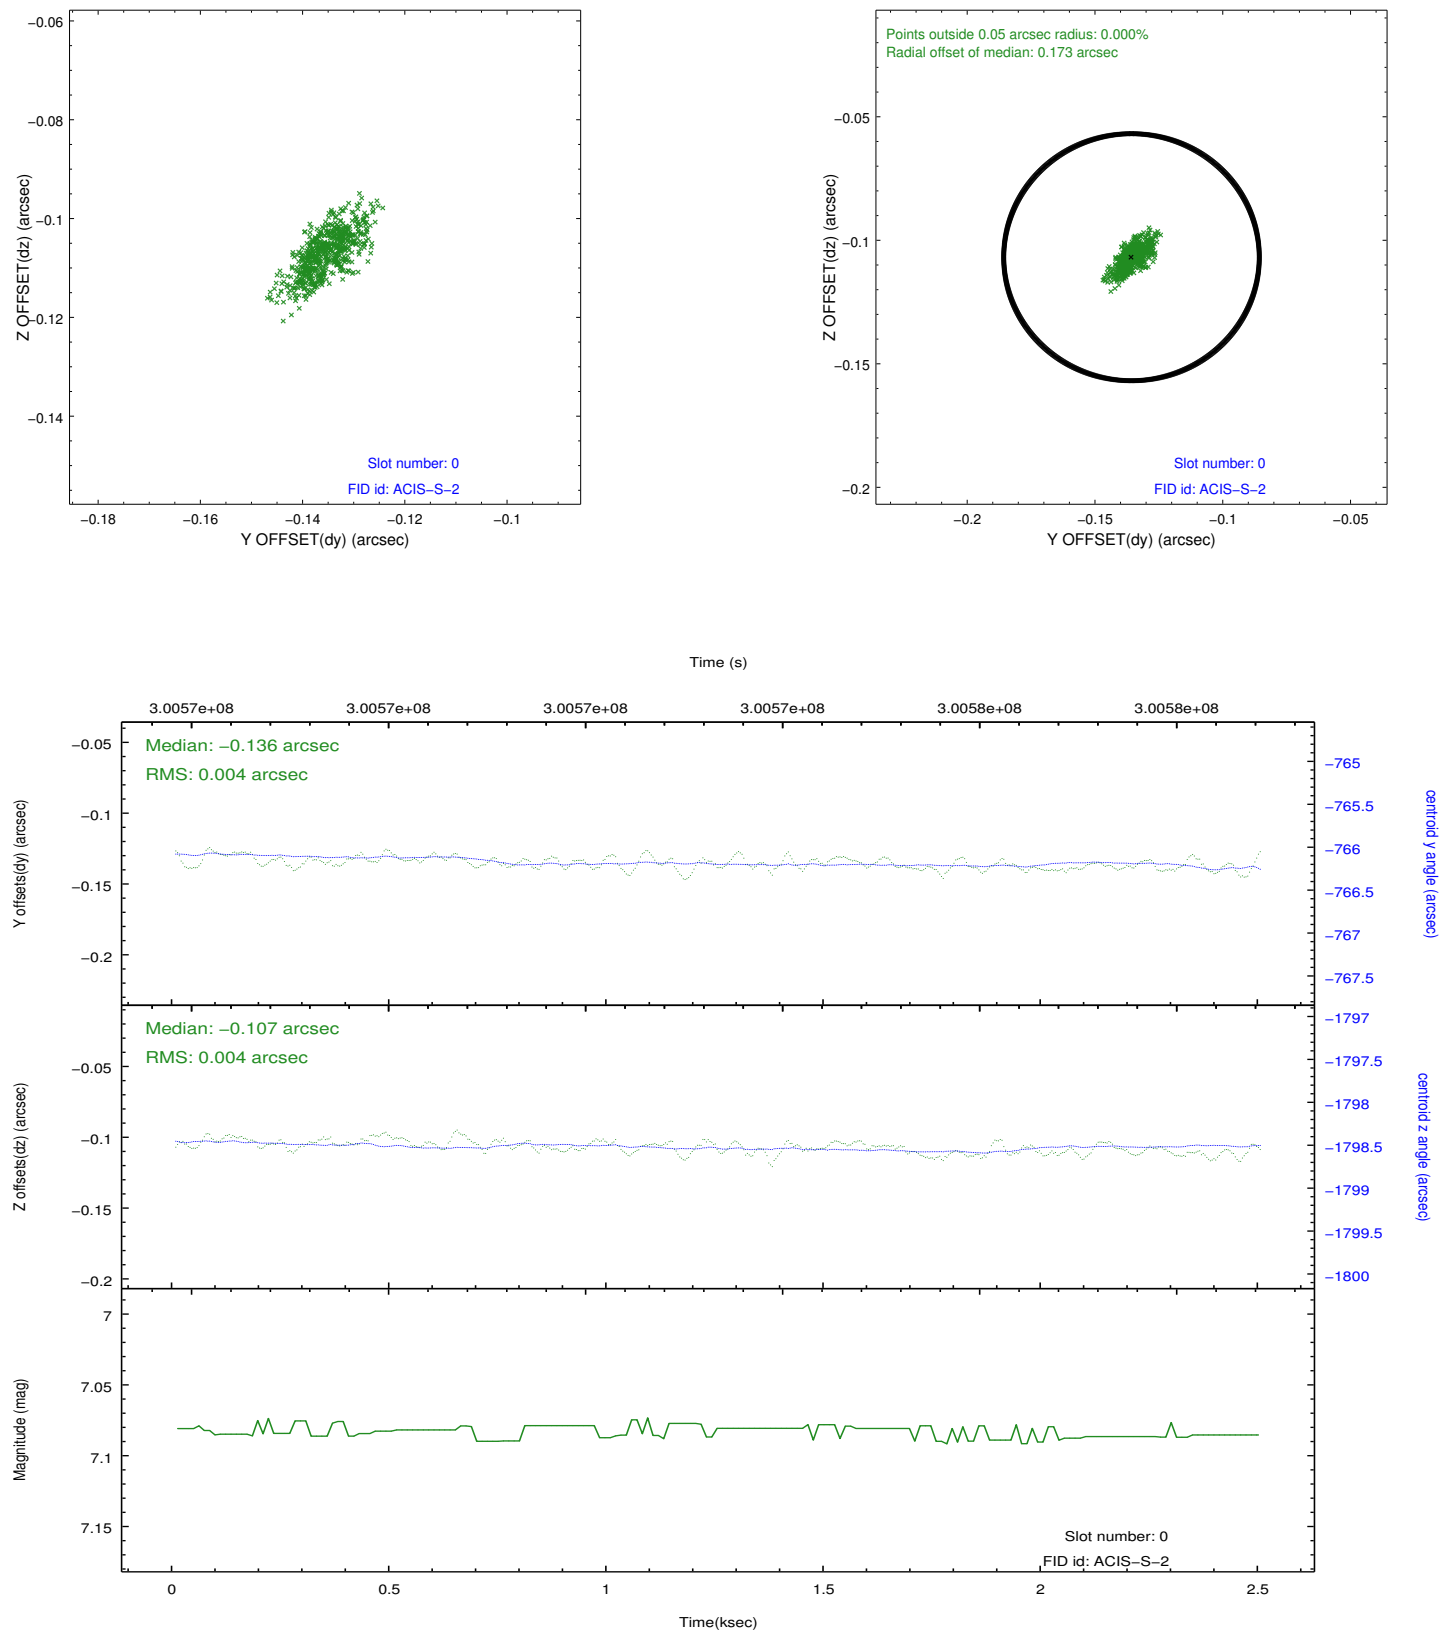 −0.06
−0.08
−0.1
−0.12
−0.14
Z OFFSET(dz) (arcsec)
Slot number: 0
FID id: ACIS−S−2
−0.18 −0.16 −0.14 −0.12 −0.1
Y OFFSET(dy) (arcsec)
Points outside 0.05 arcsec radius: 0.000%
Radial offset of median: 0.173 arcsec
−0.05
−0.1
−0.15
−0.2
Z OFFSET(dz) (arcsec)
Slot number: 0
FID id: ACIS−S−2
−0.2 −0.15 −0.1 −0.05
Y OFFSET(dy) (arcsec)
Time (s)
3.0057e+08 3.0057e+08 3.0057e+08 3.0057e+08 3.0058e+08 3.0058e+08
Median: −0.136 arcsec
RMS: 0.004 arcsec
−0.05
−0.1
−0.15
−0.2
Y offsets(dy) (arcsec)
−765
−765.5
−766
−766.5
−767
−767.5
centroid y angle (arcsec)
Median: −0.107 arcsec
RMS: 0.004 arcsec
−0.05
−0.1
−0.15
−0.2
Z offsets(dz) (arcsec)
−1797
−1797.5
−1798
−1798.5
−1799
−1799.5
−1800
centroid z angle (arcsec)
7
7.05
7.1
7.15
Magnitude (mag)
Slot number: 0
FID id: ACIS−S−2
0 0.5 1 1.5 2 2.5
Time(ksec)